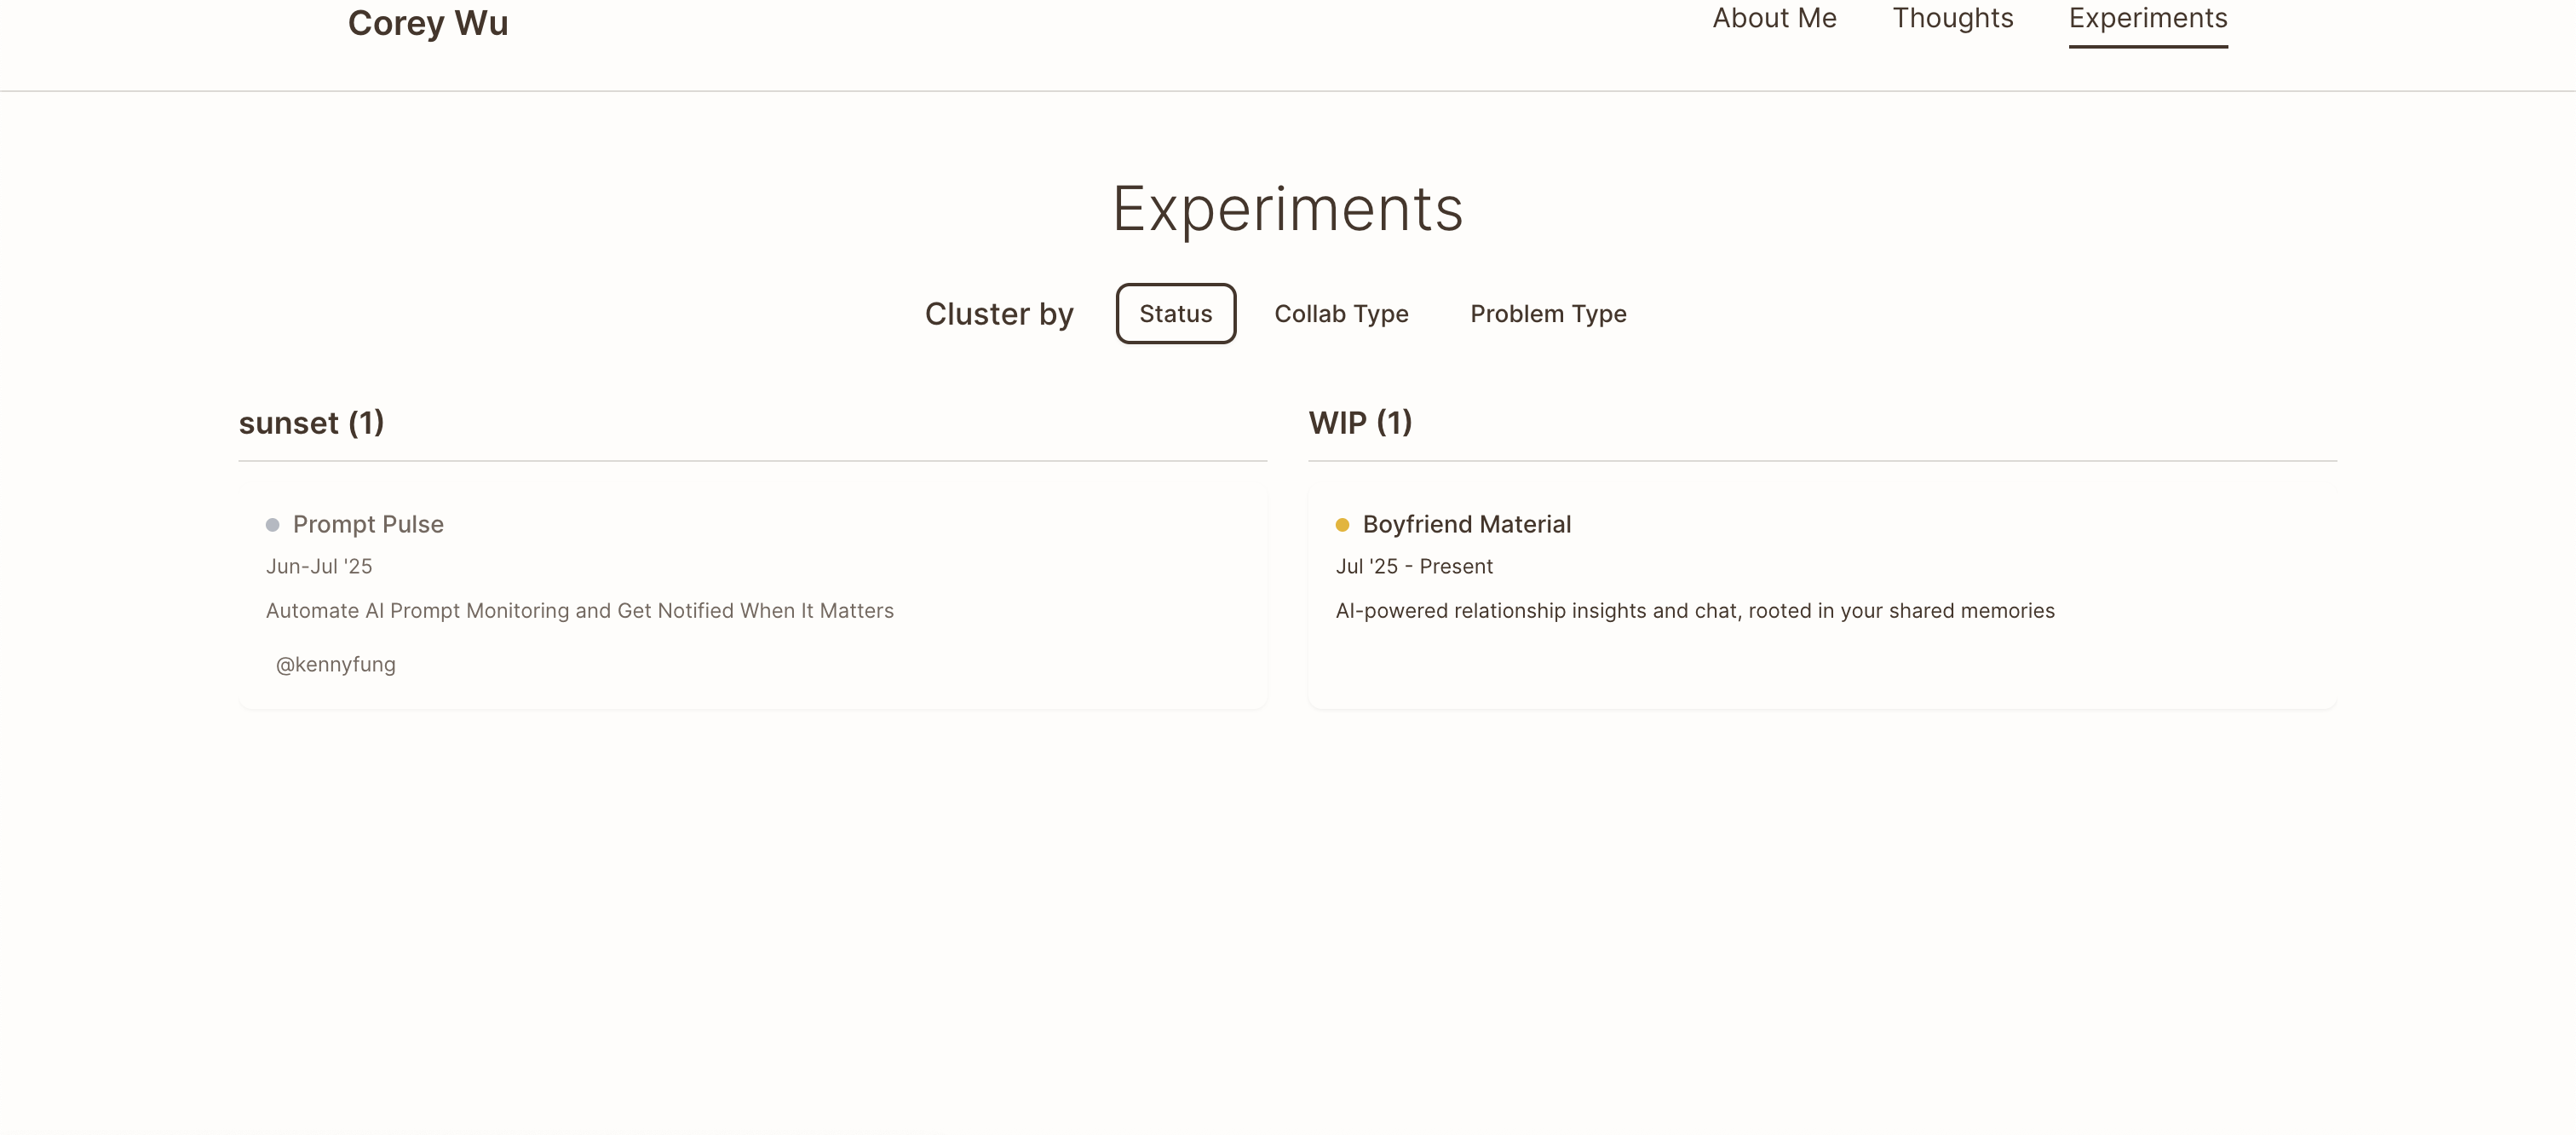 Corey Wu
About Me Thoughts Experiments
Experiments
Cluster by Status Collab Type Problem Type
sunset (1)
Prompt Pulse
Jun-Jul '25
Automate AI Prompt Monitoring and Get Notified When It Matters
@kennyfung
WIP (1)
Boyfriend Material
Jul '25 - Present
AI-powered relationship insights and chat, rooted in your shared memories